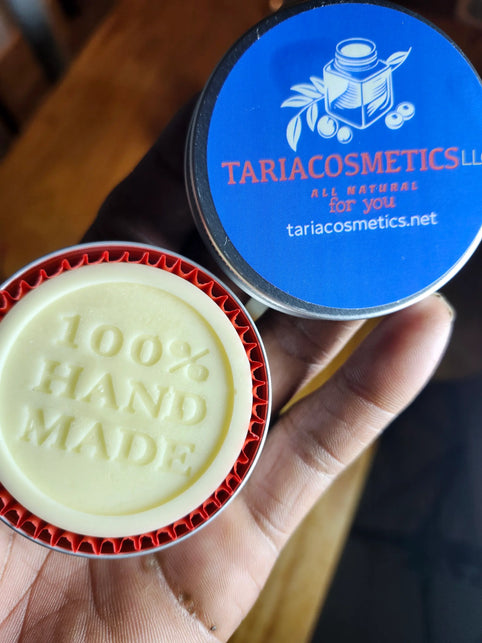 TARIACOSMETICS LLC
ALL NATURAL
for you
tariacosmetics.net
100%
HAND
MADE